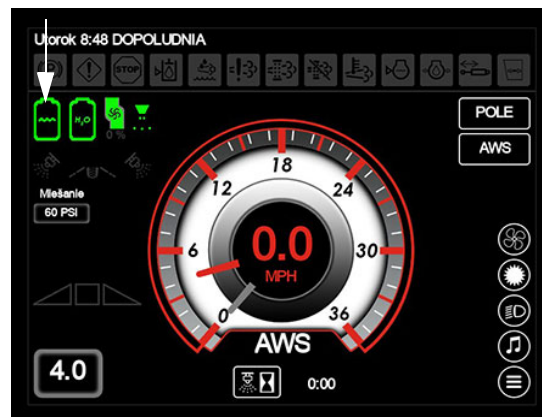 Utorok 8:48 DOPOLUDNIA
STOP
H₂O
0 %
POLE
AWS
Miešanie
60 PSI
0
6
12
18
24
30
36
0.0
MPH
AWS
4.0
0:00